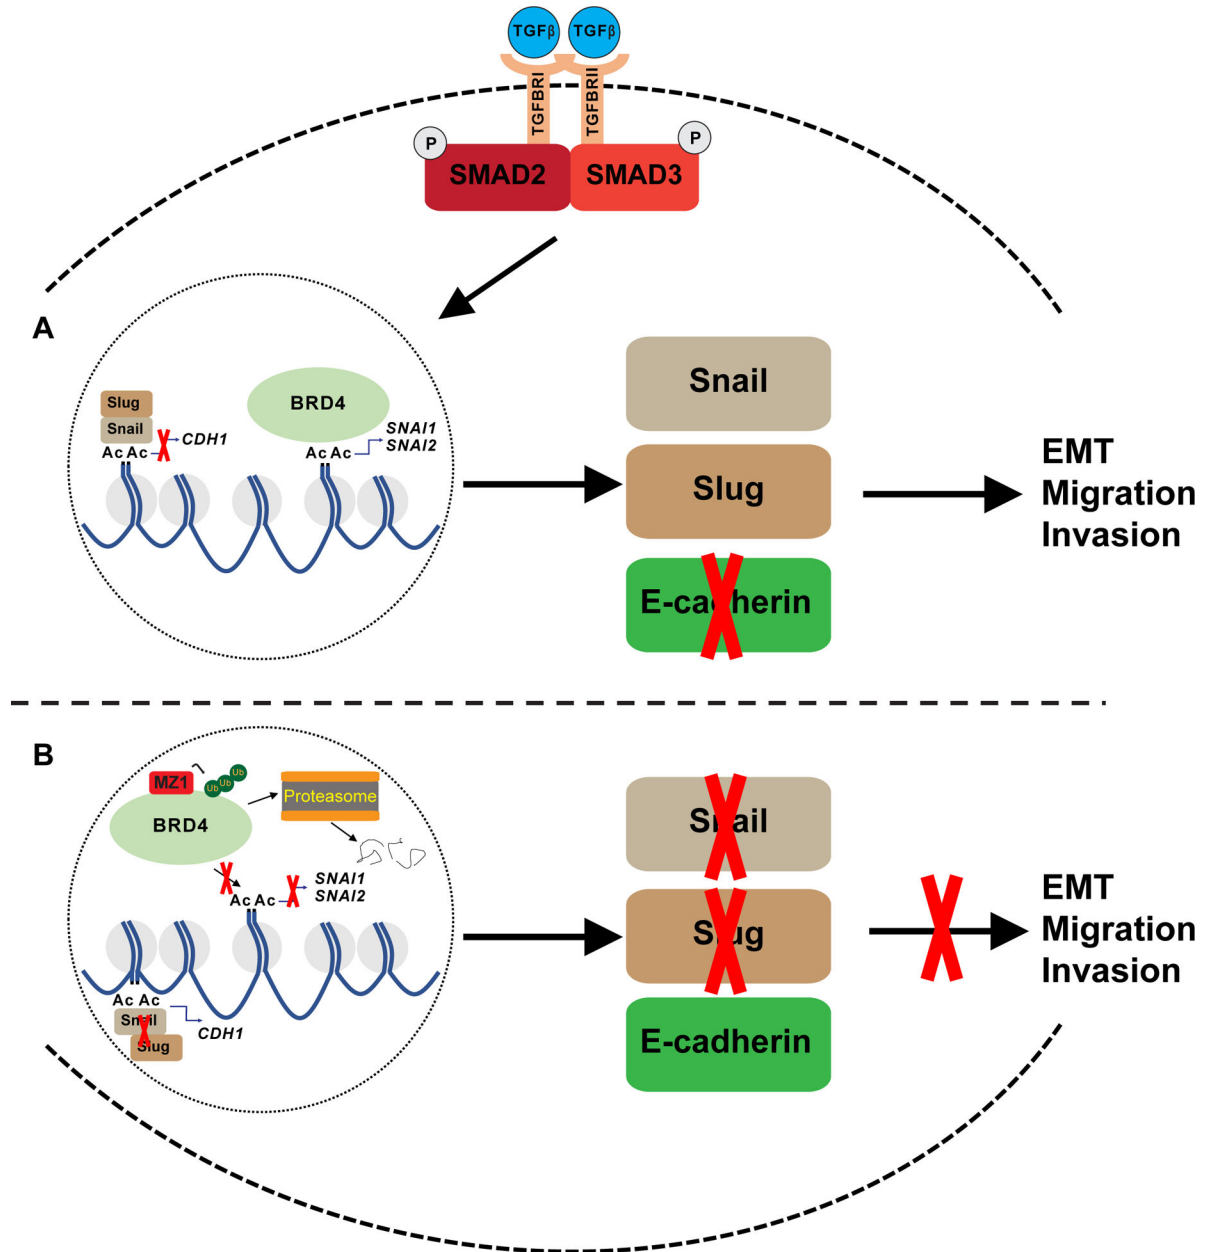 TGFβ TGFβ
TGFBRI
TGFBRII
P
P
SMAD2
SMAD3
A
Slug
Snail
Ac Ac
CDH1
BRD4
Ac Ac
SNAI1
SNAI2
Snail
Slug
E-cadherin
EMT
Migration
Invasion
B
MZ1
Ub
Ub
Ub
BRD4
Proteasome
Ac Ac
SNAI1
SNAI2
Ac Ac
Snail
Slug
CDH1
Snail
Slug
E-cadherin
EMT
Migration
Invasion